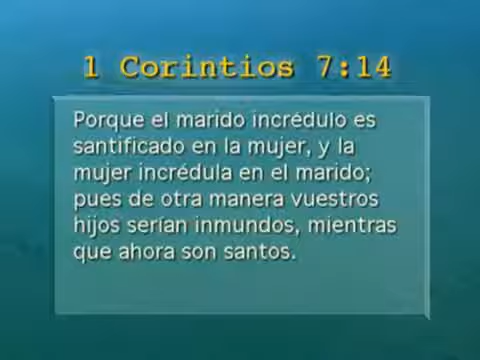 1 Corintios 7:14
Porque el marido incrédulo es
santificado en la mujer, y la
mujer incrédula en el marido;
pues de otra manera vuestros
hijos serían inmundos, mientras
que ahora son santos.